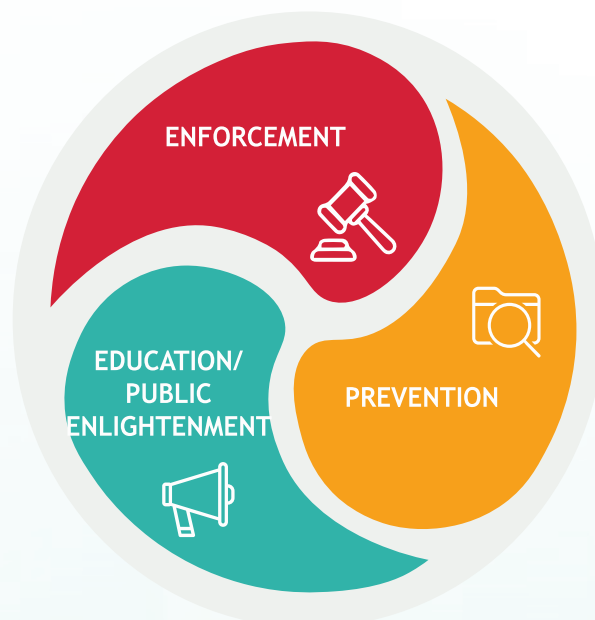 ENFORCEMENT
PREVENTION
EDUCATION/
PUBLIC
ENLIGHTENMENT